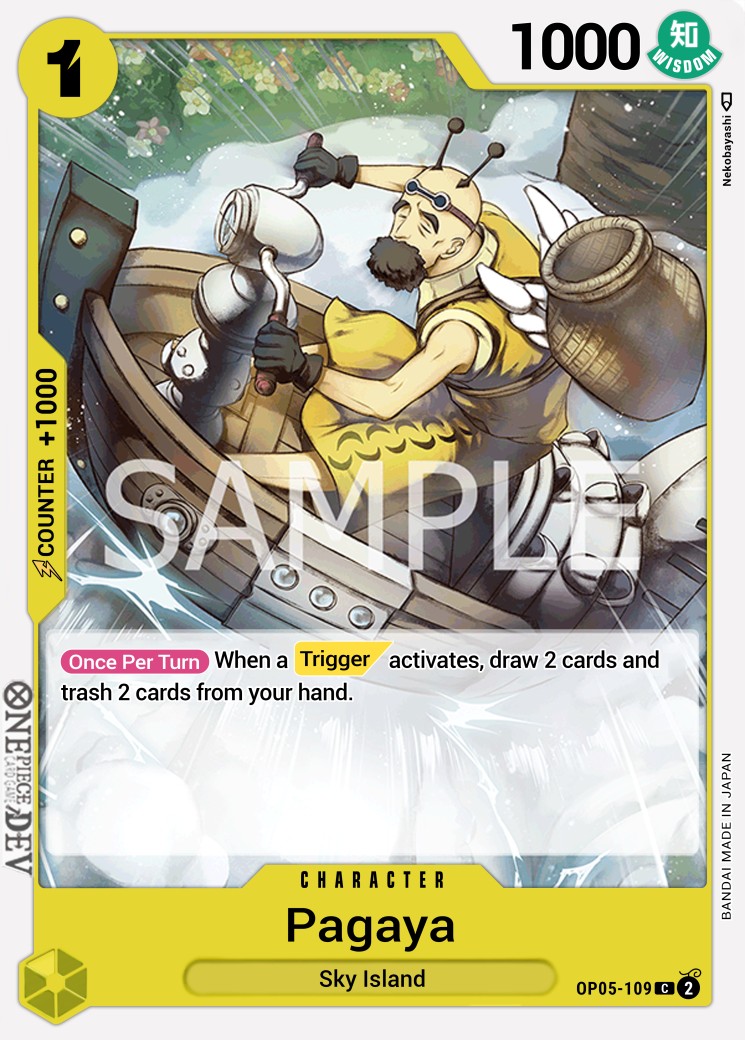 1
1000
知
WISDOM
Nekobayashi
COUNTER +1000
SAMPLE
Once Per Turn When a Trigger activates, draw 2 cards and
trash 2 cards from your hand.
ONE PIECE
CARD GAME
DEV
BANDAI MADE IN JAPAN
CHARACTER
Pagaya
Sky Island
OP05-109 C 2